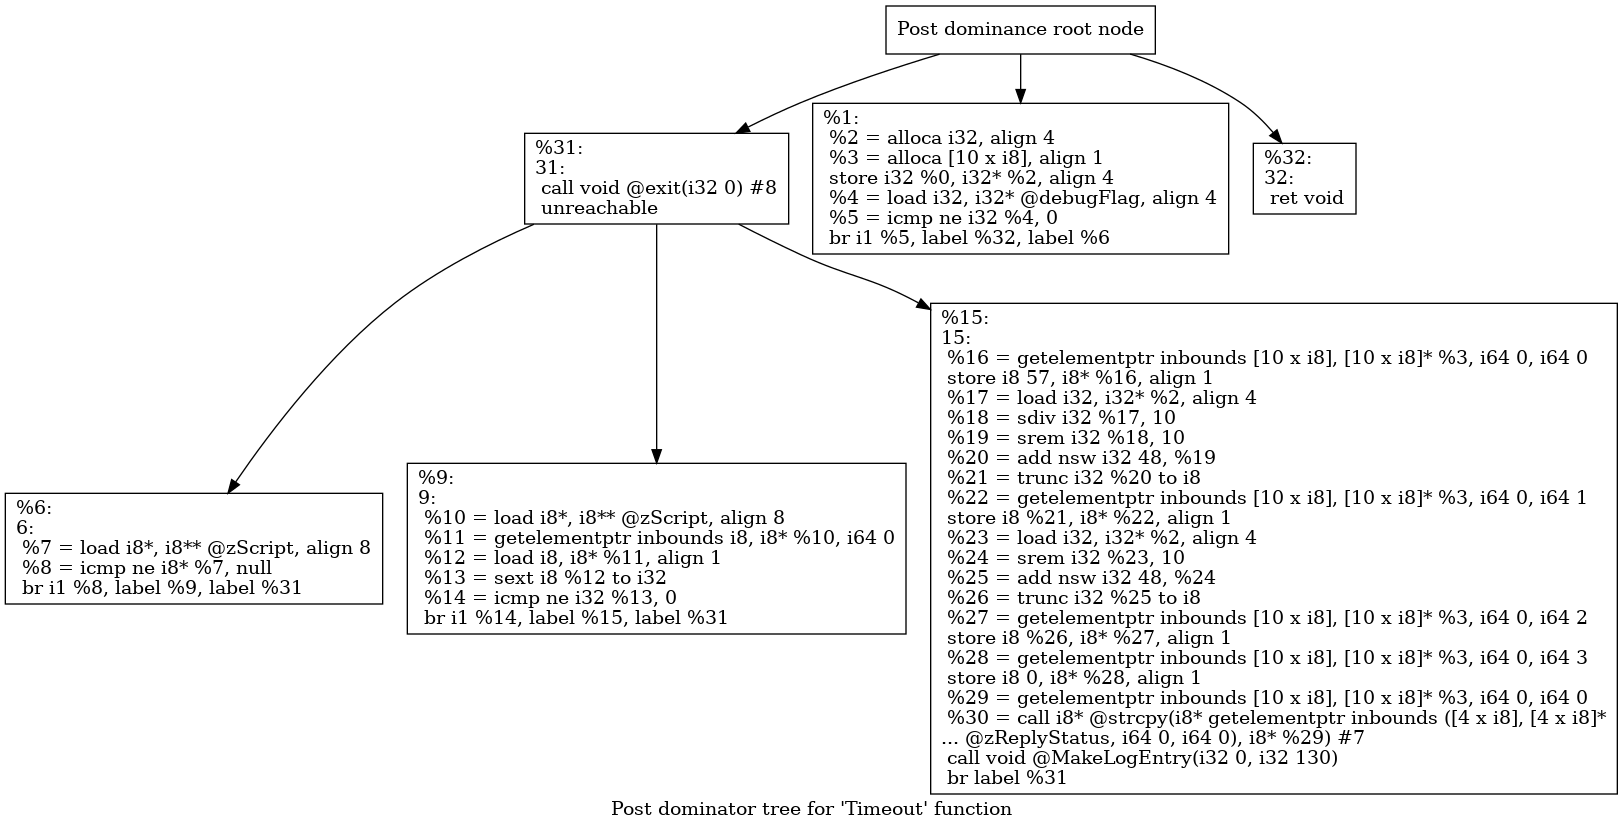 Post dominance root node
%31:
31:
call void @exit(i32 0) #8
unreachable
%1:
%2 = alloca i32, align 4
%3 = alloca [10 x i8], align 1
store i32 %0, i32* %2, align 4
%4 = load i32, i32* @debugFlag, align 4
%5 = icmp ne i32 %4, 0
br i1 %5, label %32, label %6
%32:
32:
ret void
%6:
6:
%7 = load i8*, i8** @zScript, align 8
%8 = icmp ne i8* %7, null
br i1 %8, label %9, label %31
%9:
9:
%10 = load i8*, i8** @zScript, align 8
%11 = getelementptr inbounds i8, i8* %10, i64 0
%12 = load i8, i8* %11, align 1
%13 = sext i8 %12 to i32
%14 = icmp ne i32 %13, 0
br i1 %14, label %15, label %31
%15:
15:
%16 = getelementptr inbounds [10 x i8], [10 x i8]* %3, i64 0, i64 0
store i8 57, i8* %16, align 1
%17 = load i32, i32* %2, align 4
%18 = sdiv i32 %17, 10
%19 = srem i32 %18, 10
%20 = add nsw i32 48, %19
%21 = trunc i32 %20 to i8
%22 = getelementptr inbounds [10 x i8], [10 x i8]* %3, i64 0, i64 1
store i8 %21, i8* %22, align 1
%23 = load i32, i32* %2, align 4
%24 = srem i32 %23, 10
%25 = add nsw i32 48, %24
%26 = trunc i32 %25 to i8
%27 = getelementptr inbounds [10 x i8], [10 x i8]* %3, i64 0, i64 2
store i8 %26, i8* %27, align 1
%28 = getelementptr inbounds [10 x i8], [10 x i8]* %3, i64 0, i64 3
store i8 0, i8* %28, align 1
%29 = getelementptr inbounds [10 x i8], [10 x i8]* %3, i64 0, i64 0
%30 = call i8* @strcpy(i8* getelementptr inbounds ([4 x i8], [4 x i8]*
... @zReplyStatus, i64 0, i64 0), i8* %29) #7
call void @MakeLogEntry(i32 0, i32 130)
br label %31
Post dominator tree for 'Timeout' function